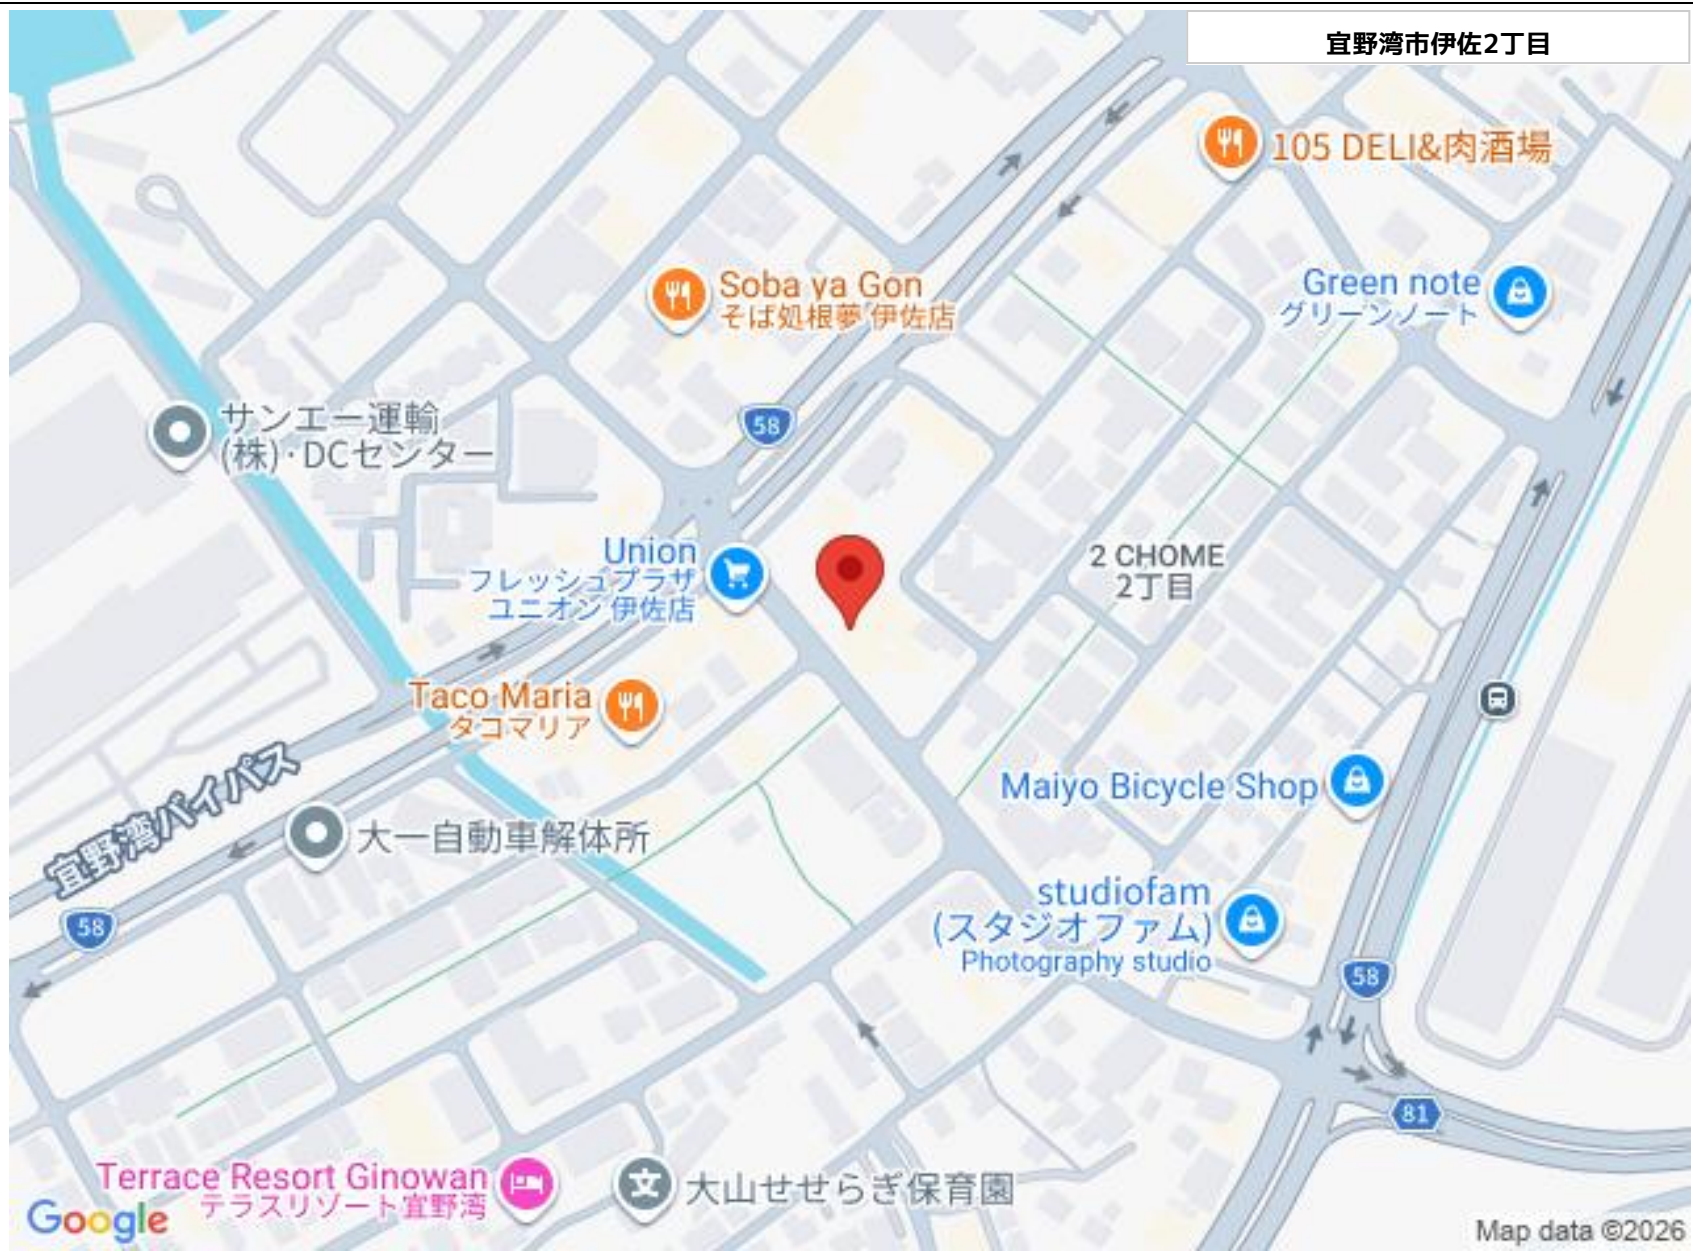 宜野湾市伊佐2丁目
105 DELI&肉酒場
Soba ya Gon
そば処根夢 伊佐店
Green note
グリーンノート
サンエー運輸
(株)・DCセンター
58
Union
フレッシュプラザ
ユニオン 伊佐店
2 CHOME
2丁目
Taco Maria
タコマリア
宜野湾バイパス
Maiyo Bicycle Shop
大一自動車解体所
58
studiofam
(スタジオファム)
Photography studio
58
81
Terrace Resort Ginowan
テラスリゾート宜野湾
文
大山せせらぎ保育園
Google
Map data ©2026